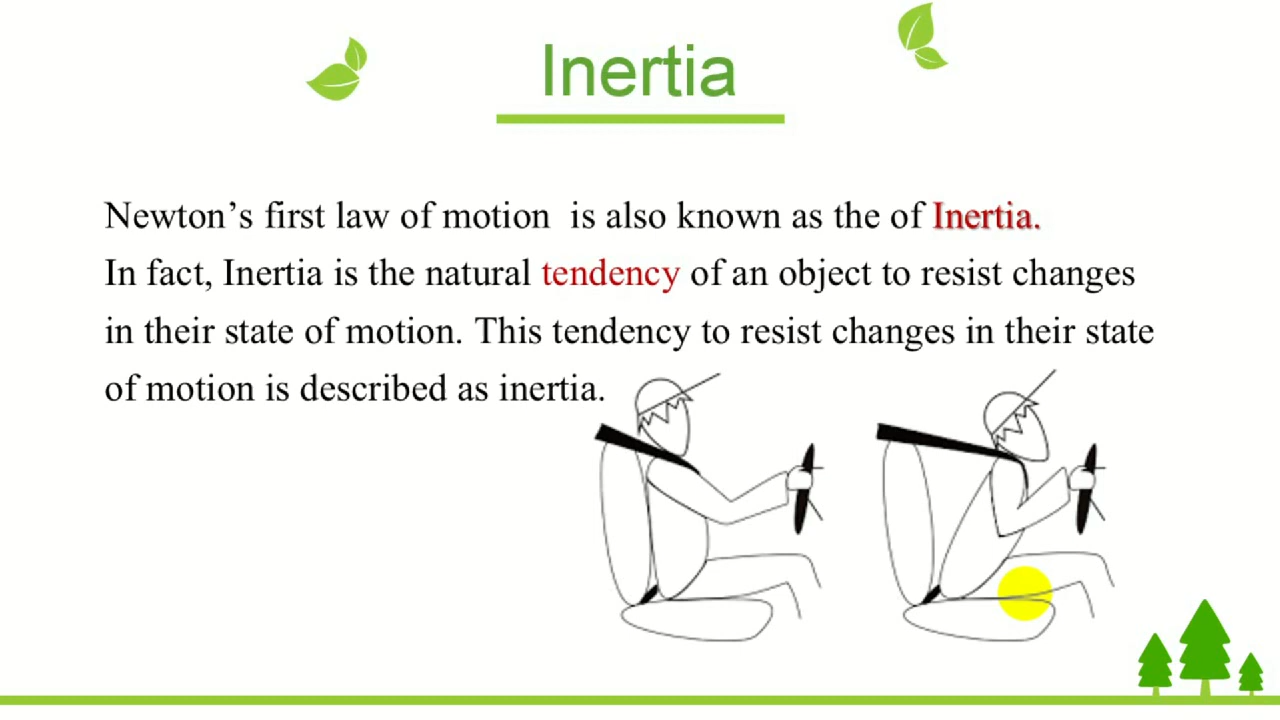 Inertia
Newton’s first law of motion  is also known as the of Inertia.
In fact, Inertia is the natural tendency of an object to resist changes
in their state of motion. This tendency to resist changes in their state
of motion is described as inertia.